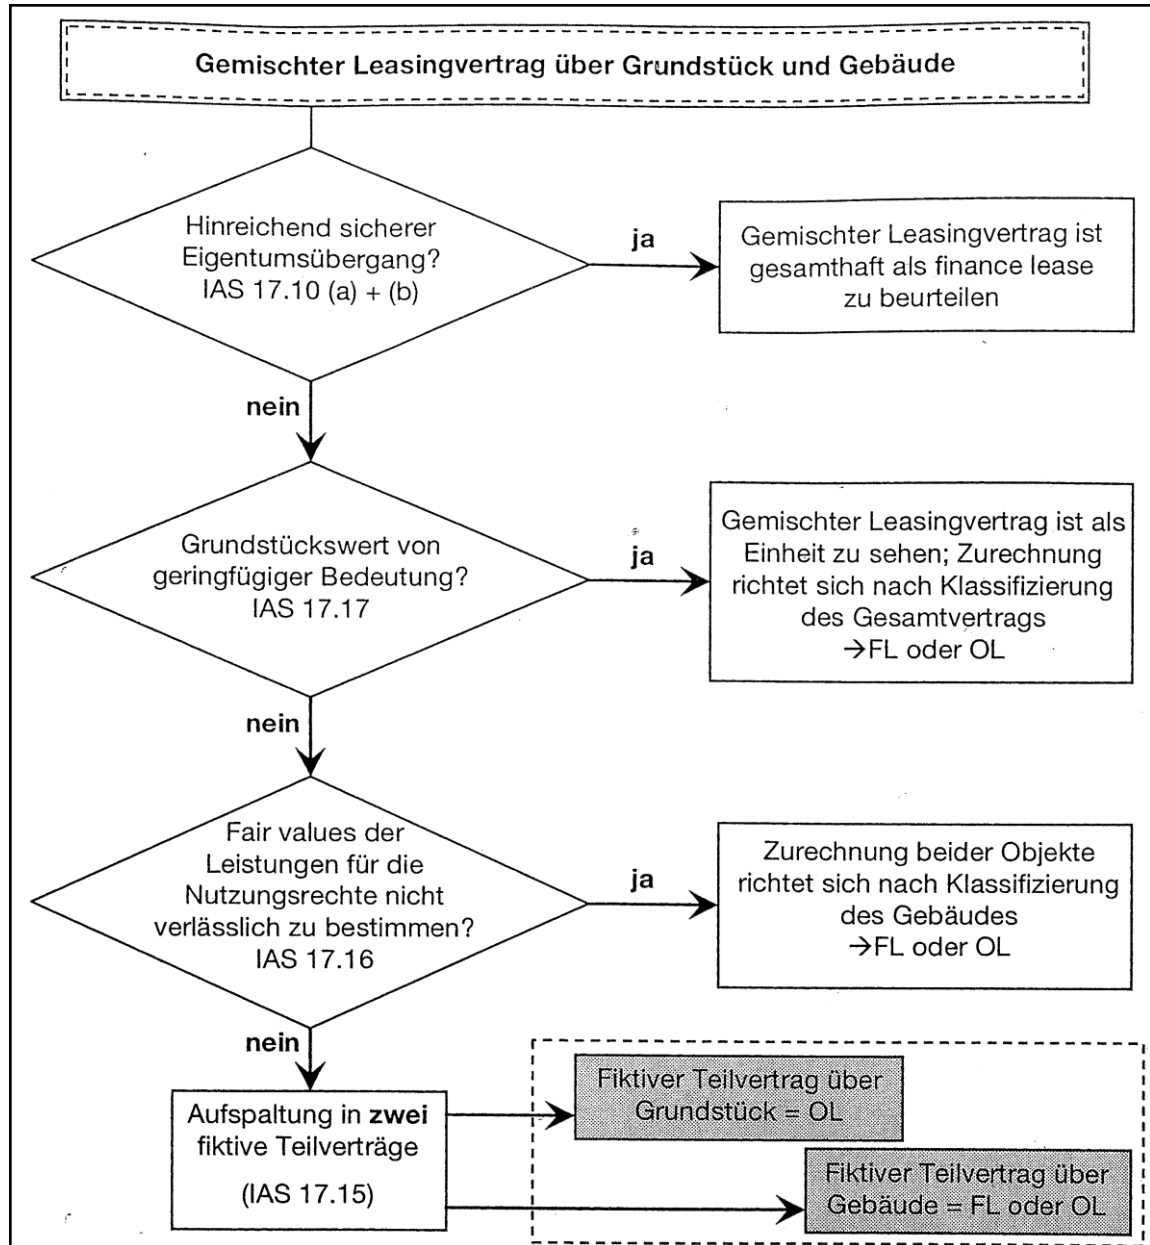 Gemischter Leasingvertrag über Grundstück und Gebäude
Hinreichend sicherer
Eigentumsübergang?
IAS 17.10 (a) + (b)
ja
Gemischter Leasingvertrag ist
gesamthaft als finance lease
zu beurteilen
nein
Grundstückswert von
geringfügiger Bedeutung?
IAS 17.17
ja
Gemischter Leasingvertrag ist als
Einheit zu sehen; Zurechnung
richtet sich nach Klassifizierung
des Gesamtvertrags
→FL oder OL
nein
Fair values der
Leistungen für die
Nutzungsrechte nicht
verlässlich zu bestimmen?
IAS 17.16
ja
Zurechnung beider Objekte
richtet sich nach Klassifizierung
des Gebäudes
→FL oder OL
nein
Aufspaltung in zwei
fiktive Teilverträge
(IAS 17.15)
Fiktiver Teilvertrag über
Grundstück = OL
Fiktiver Teilvertrag über
Gebäude = FL oder OL